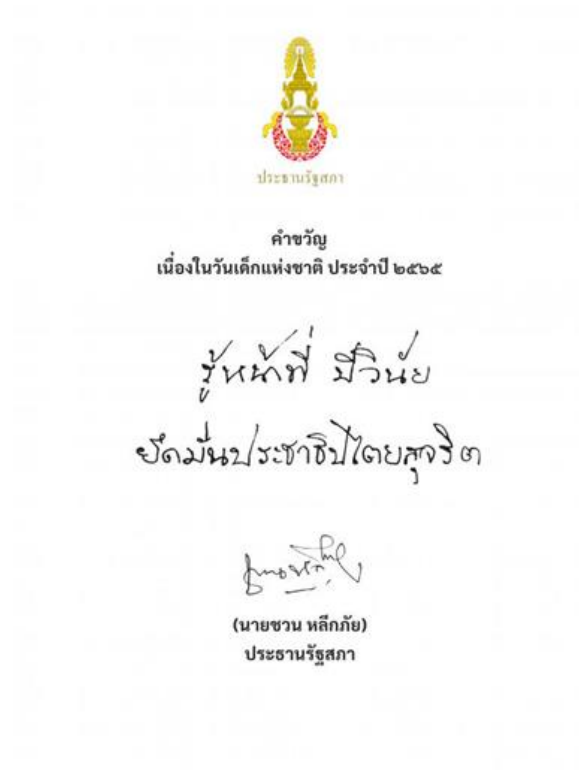 ประธานรัฐสภา
คำขวัญ
เนื่องในวันเด็กแห่งชาติ ประจำปี ๒๕๖๕
รู้หน้าที่ มีวินัย
ยึดมั่นประชาธิปไตยสุจริต
(นายชวน หลีกภัย)
ประธานรัฐสภา